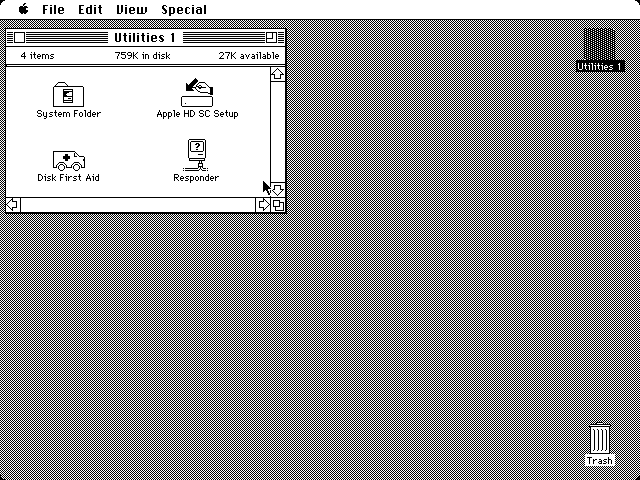 File Edit View Special
Utilities 1
4 items 759K in disk 27K available
System Folder
Apple HD SC Setup
Disk First Aid
Responder
Utilities 1
Trash